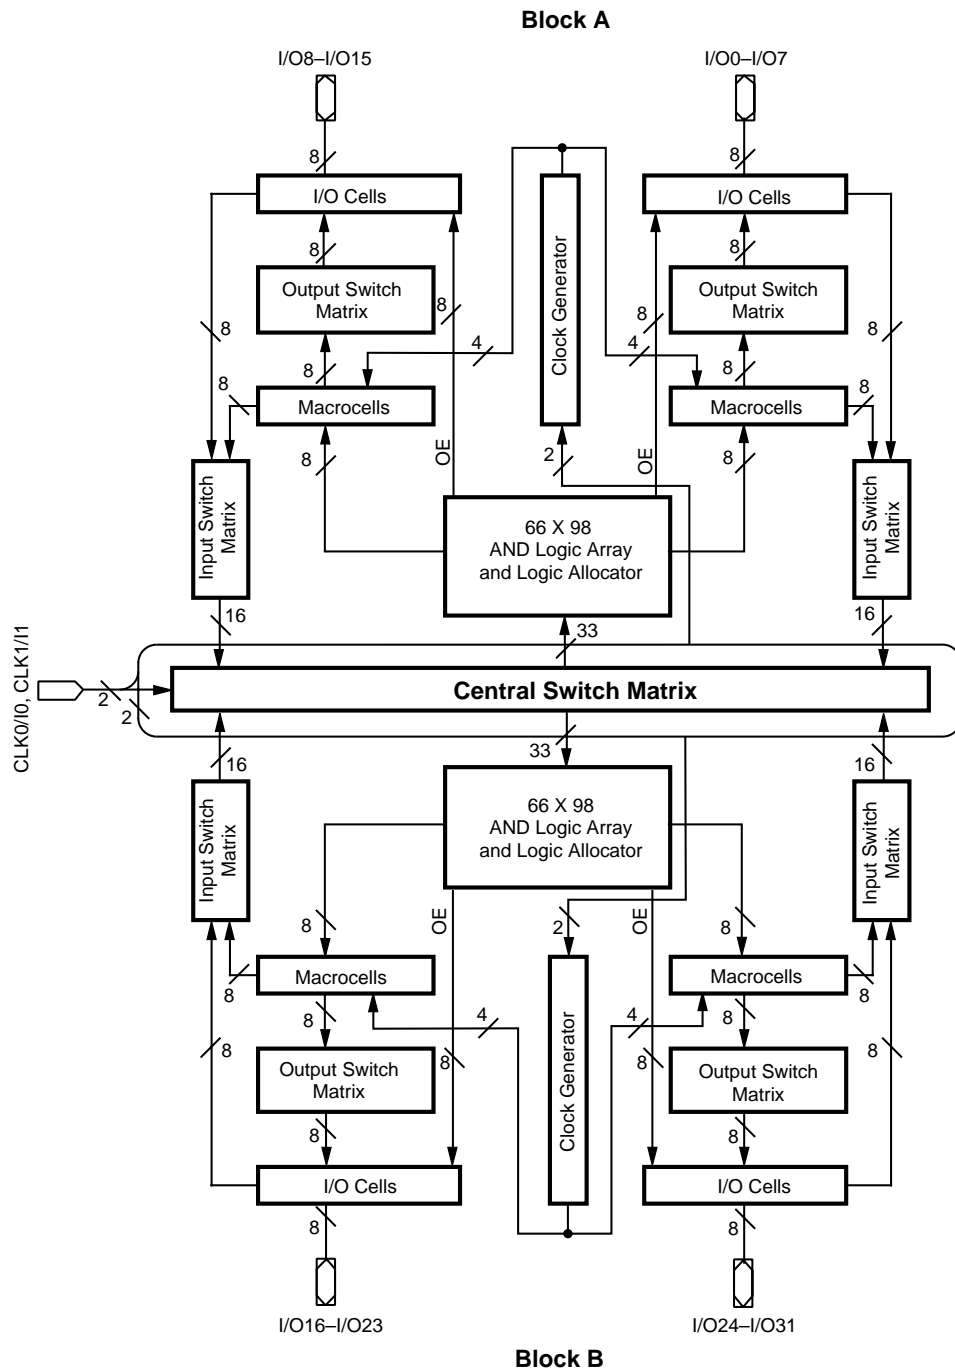 Block A
I/O8–I/O15
I/O0–I/O7
8
8
I/O Cells
I/O Cells
8
8
Output Switch
Matrix
Clock Generator
Output Switch
Matrix
8
8
8
8
4
4
8
8
8
8
Macrocells
Macrocells
OE
OE
8
2
8
Input Switch
Matrix
66 X 98
AND Logic Array
and Logic Allocator
Input Switch
Matrix
16
33
16
CLK0/I0, CLK1/I1
2
2
Central Switch Matrix
16
33
16
Input Switch
Matrix
66 X 98
AND Logic Array
and Logic Allocator
Input Switch
Matrix
8
OE
2
OE
8
Macrocells
Macrocells
8
8
8
4
4
8
8
8
8
8
Output Switch
Matrix
Clock Generator
Output Switch
Matrix
8
8
I/O Cells
I/O Cells
8
8
I/O16–I/O23
I/O24–I/O31
Block B